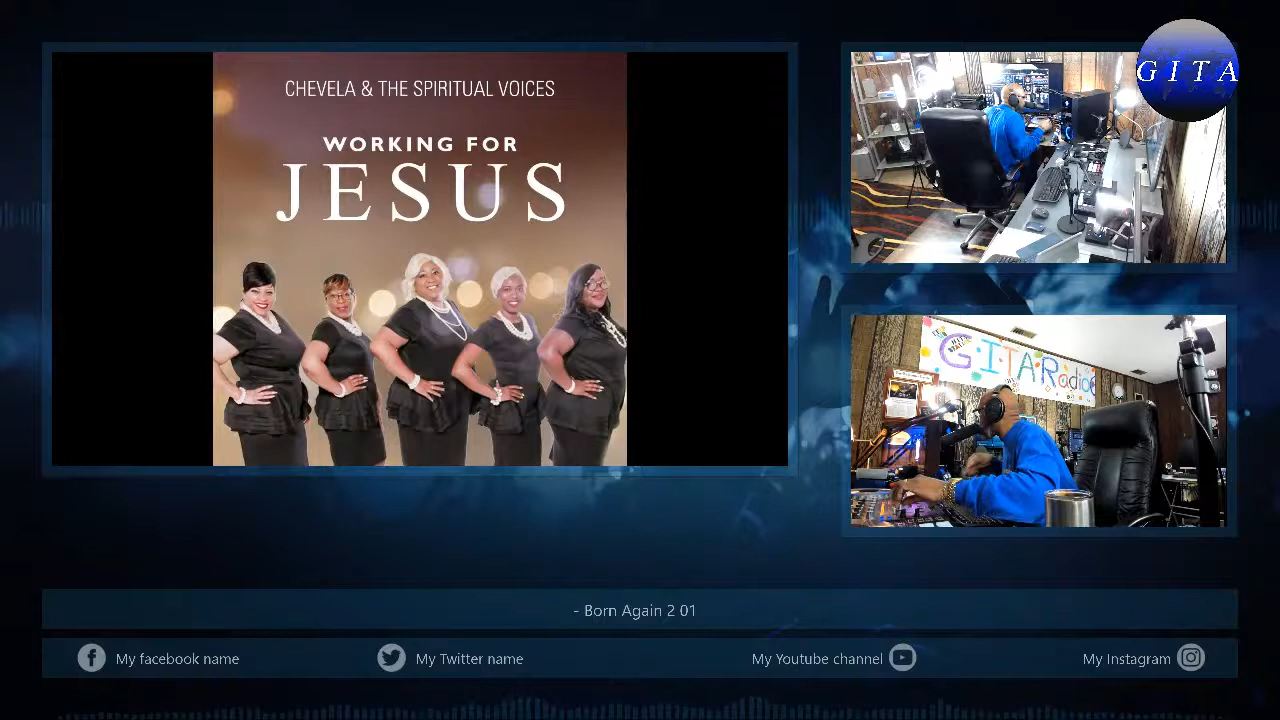 CHEVELA & THE SPIRITUAL VOICES
WORKING FOR
JESUS
G I T A
G.I.T.A.Radio
- Born Again 2 01
My facebook name
My Twitter name
My Youtube channel
My Instagram